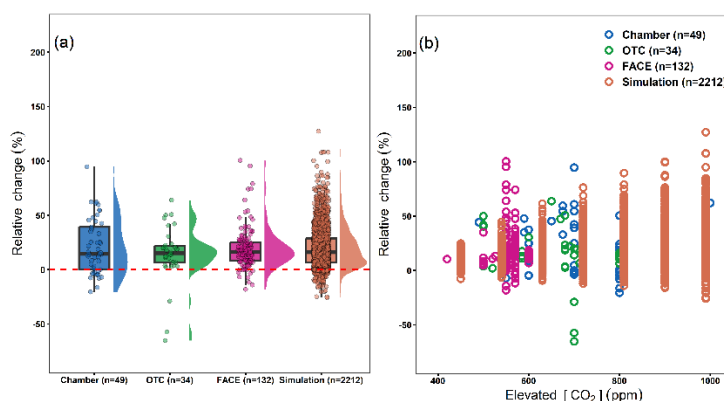 (a)
200
150
100
50
0
-50
Relative change (%)
Chamber (n=49) OTC (n=34) FACE (n=132) Simulation (n=2212)
(b)
Chamber (n=49)
OTC (n=34)
FACE (n=132)
Simulation (n=2212)
200
150
100
50
0
-50
Relative change (%)
400 600 800 1000
Elevated [CO2] (ppm)